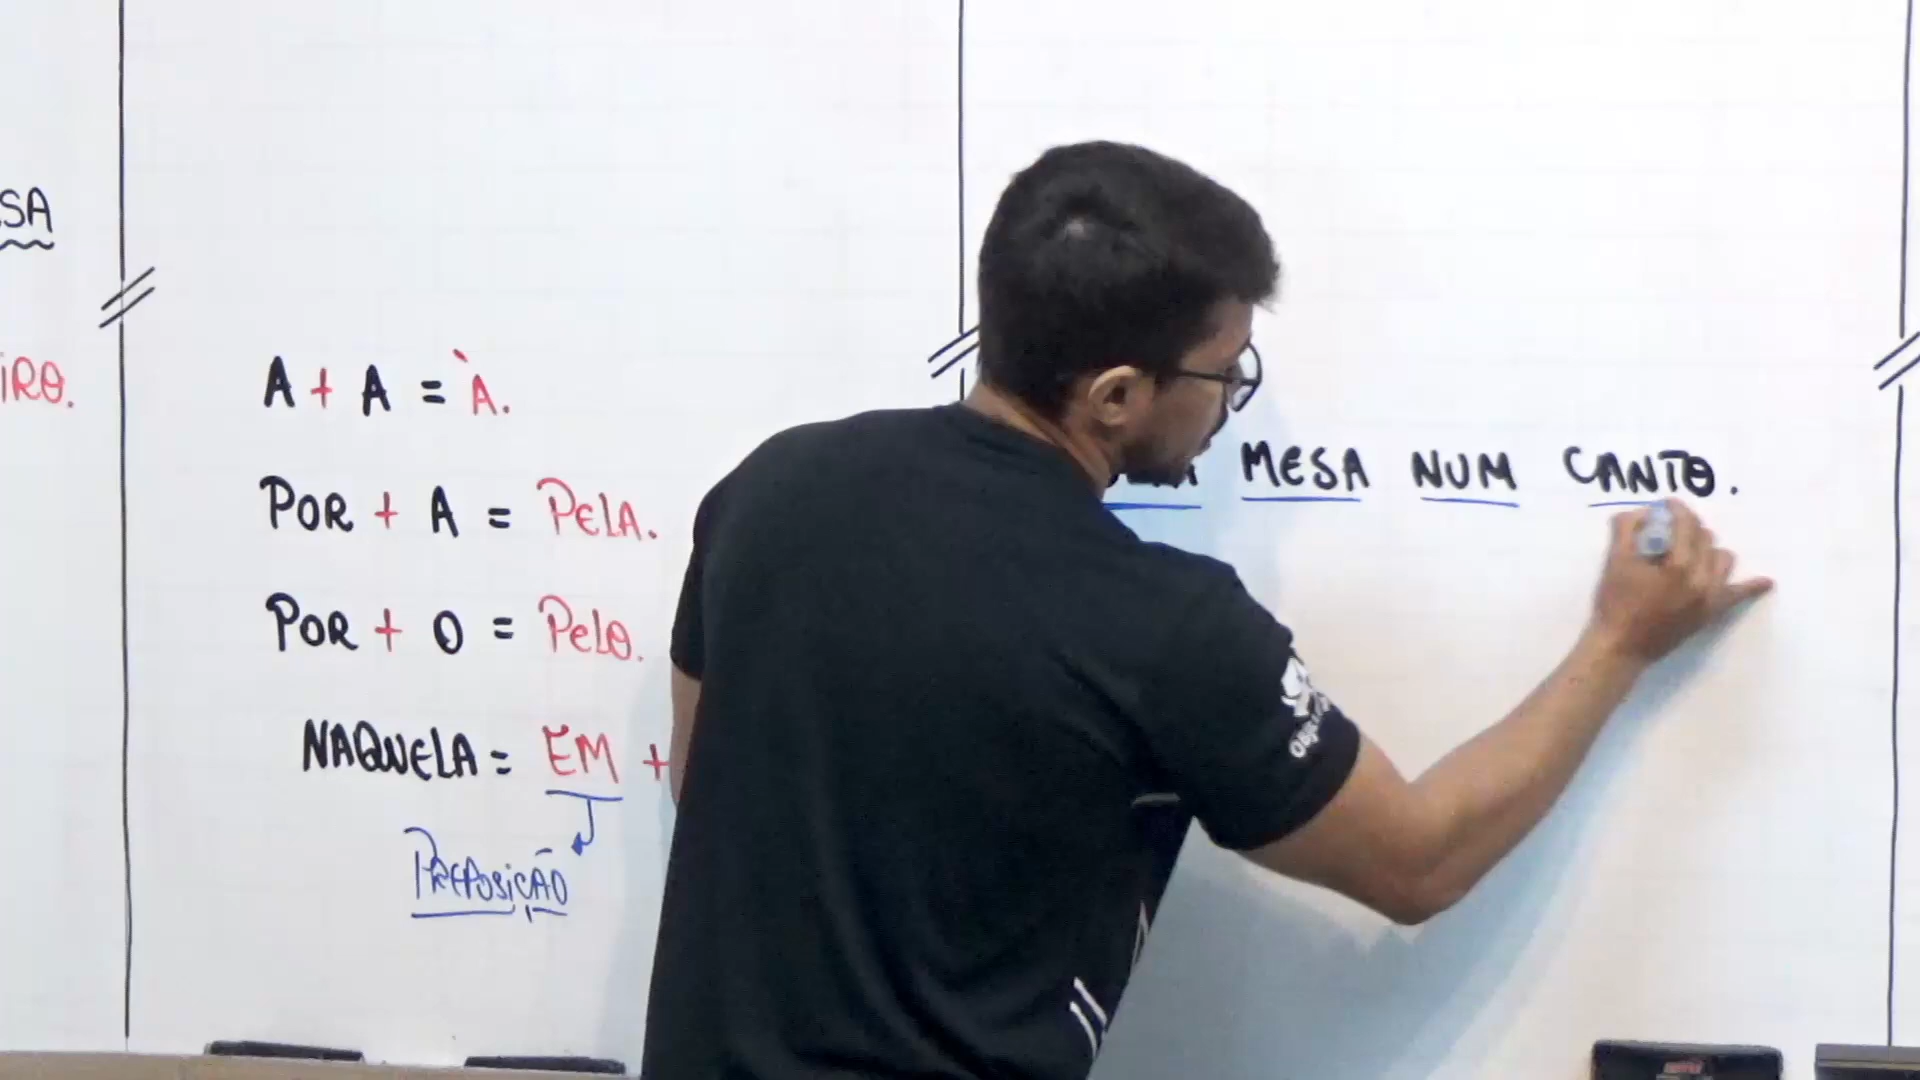 SA
IRO.
A + A = À.
POR + A = PELA.
POR + O = PELO.
NAQUELA = EM +
PREPOSIÇÃO
MESA NUM CANTO.